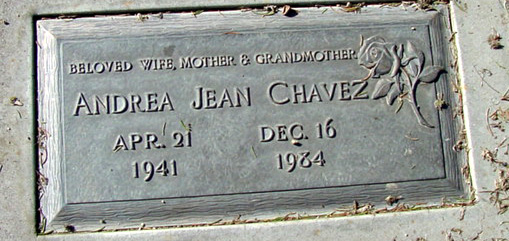 BELOVED WIFE, MOTHER & GRANDMOTHER
ANDREA JEAN CHAVEZ
APR. 21 DEC. 16
1941 1984